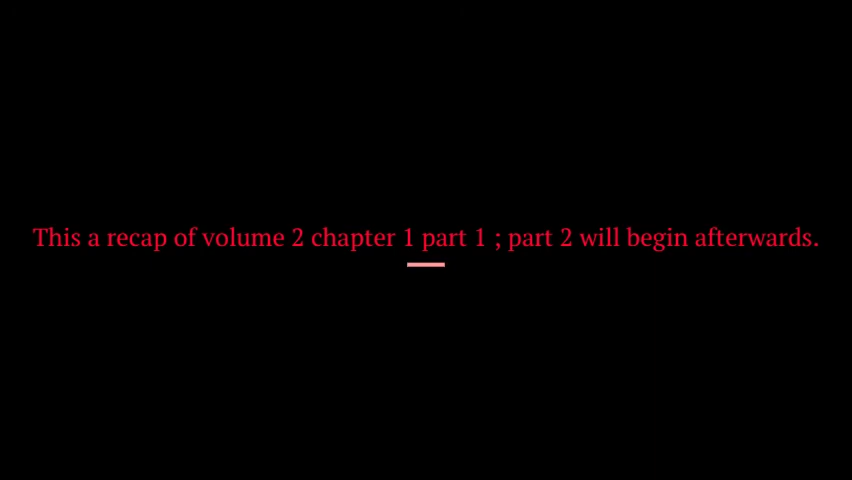 This a recap of volume 2 chapter 1 part 1 ; part 2 will begin afterwards.